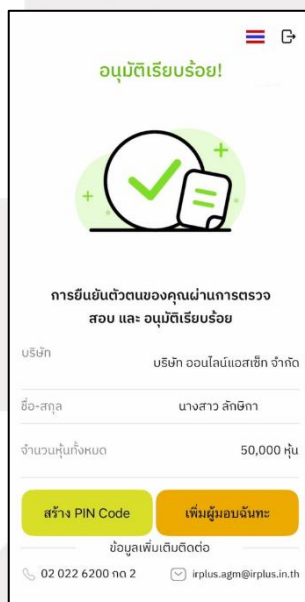 อนุมัติเรียบร้อย!
การยืนยันตัวตนของคุณผ่านการตรวจ
สอบ และ อนุมัติเรียบร้อย
บริษัท
บริษัท ออนไลน์แอสเซ็ท จำกัด
ชื่อ-สกุล นางสาว ลักษิกา
จำนวนหุ้นทั้งหมด 50,000 หุ้น
สร้าง PIN Code เพิ่มผู้มอบฉันทะ
ข้อมูลเพิ่มเติมติดต่อ
02 022 6200 กด 2 irplus.agm@irplus.in.th